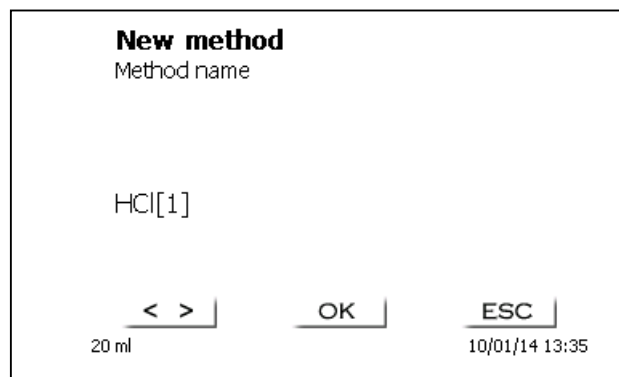 New method
Method name
HCl[1]
< > OK ESC
20 ml 10/01/14 13:35